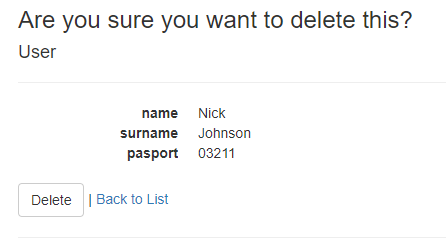 Are you sure you want to delete this?
User
name Nick
surname Johnson
pasport 03211
Delete | Back to List